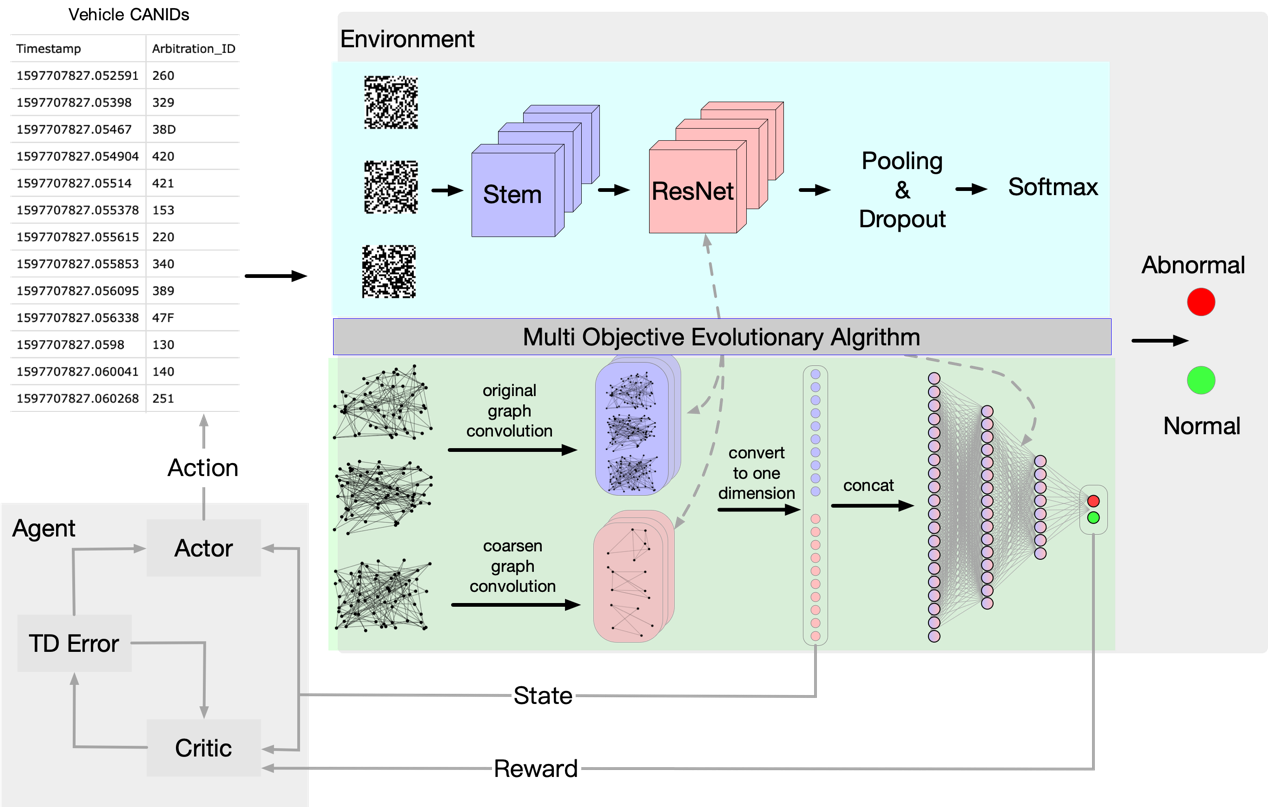 Vehicle CANIDs
Timestamp Arbitration_ID
1597707827.052591 260
1597707827.05398 329
1597707827.05467 38D
1597707827.054904 420
1597707827.05514 421
1597707827.055378 153
1597707827.055615 220
1597707827.055853 340
1597707827.056095 389
1597707827.056338 47F
1597707827.0598 130
1597707827.060041 140
1597707827.060268 251
Environment
Stem
ResNet
Pooling
&
Dropout
Softmax
Multi Objective Evolutionary Algrithm
original
graph
convolution
coarsen
graph
convolution
convert
to one
dimension
concat
Abnormal
Normal
Action
Agent
Actor
TD Error
Critic
State
Reward